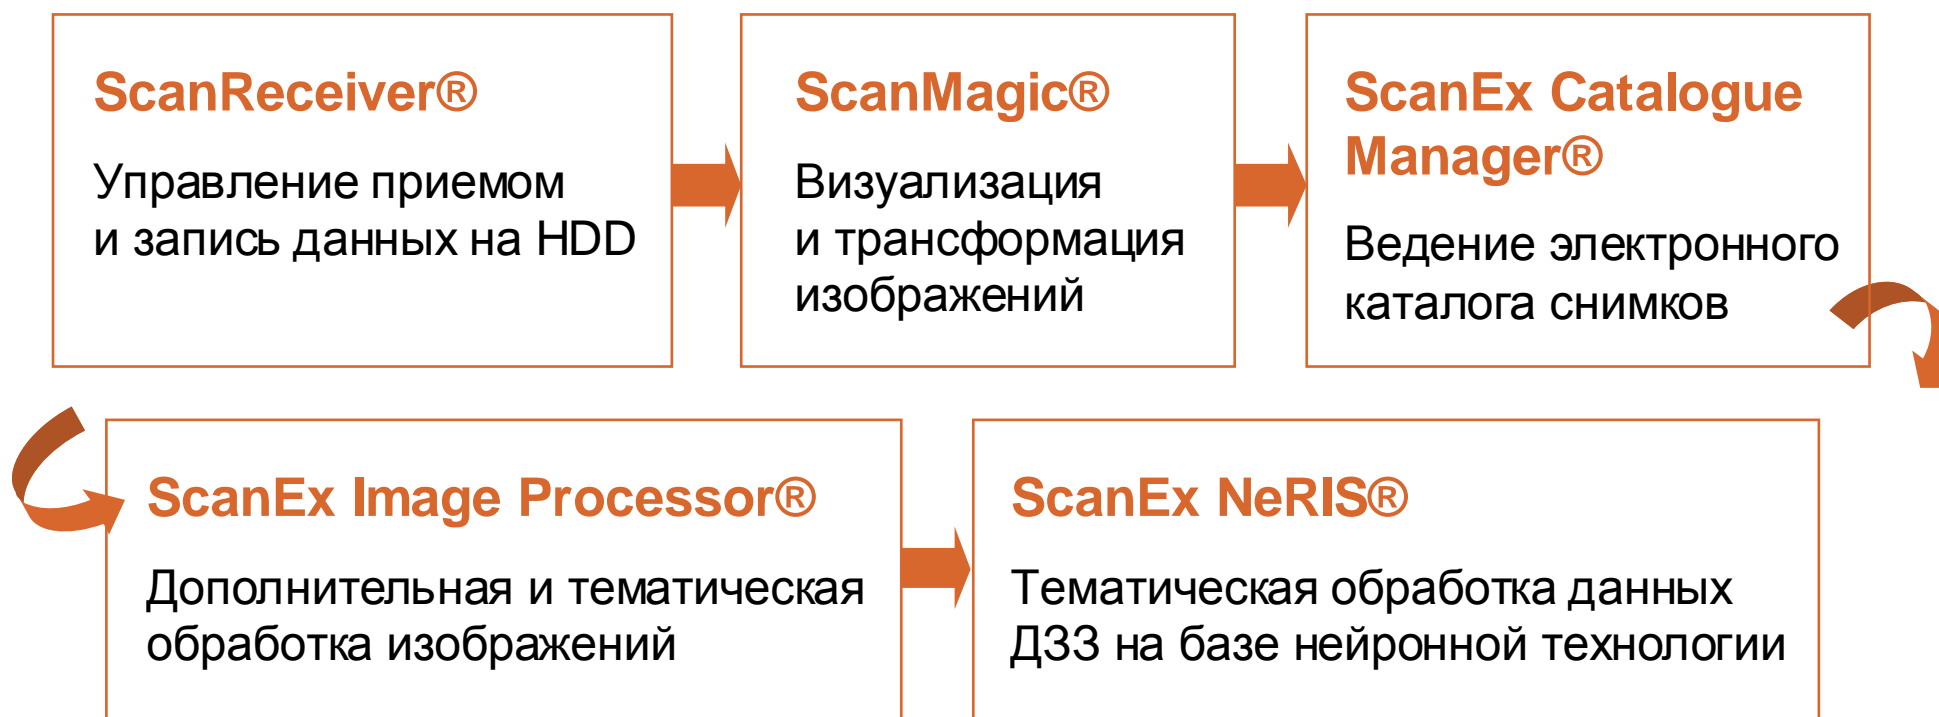 ScanReceiver®
Управление приемом
и запись данных на HDD
ScanMagic®
Визуализация
и трансформация
изображений
ScanEx Catalogue
Manager®
Ведение электронного
каталога снимков
ScanEx Image Processor®
Дополнительная и тематическая
обработка изображений
ScanEx NeRIS®
Тематическая обработка данных
ДЗЗ на базе нейронной технологии